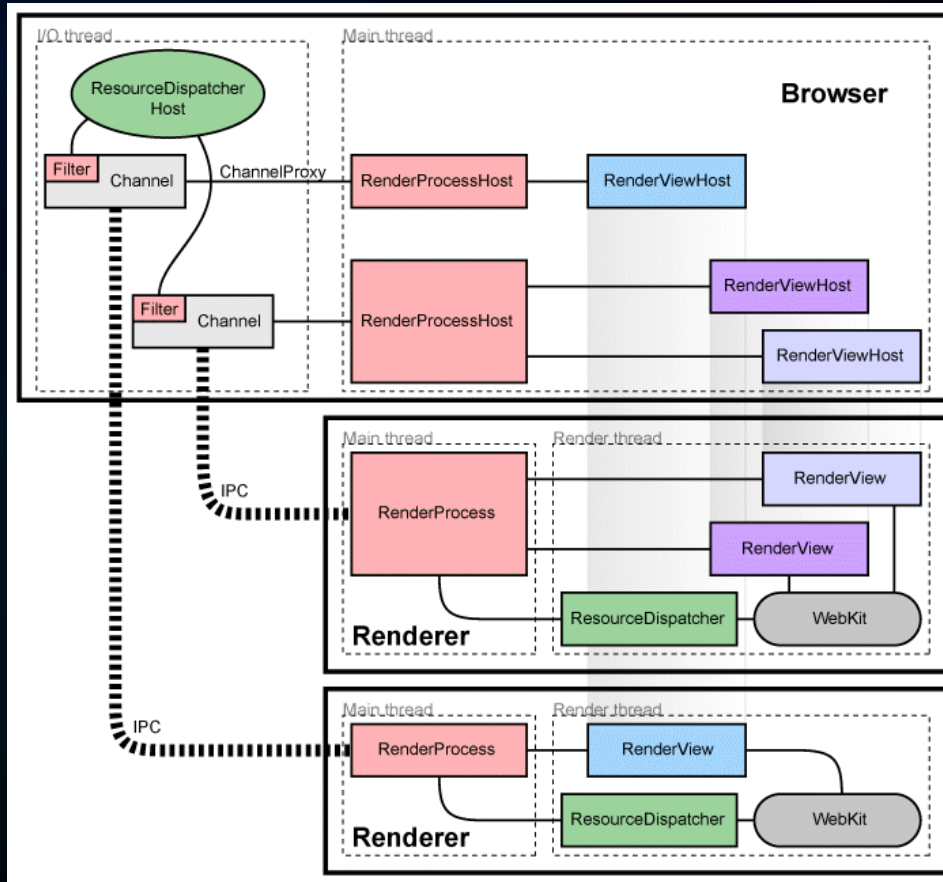 I/O thread
Main thread
ResourceDispatcher
Host
Browser
Filter
Channel
ChannelProxy
RenderProcessHost
RenderViewHost
Filter
Channel
RenderProcessHost
RenderViewHost
RenderViewHost
Main thread
Render thread
IPC
RenderProcess
RenderView
RenderView
ResourceDispatcher
WebKit
Renderer
Main thread
Render thread
IPC
RenderProcess
RenderView
ResourceDispatcher
WebKit
Renderer